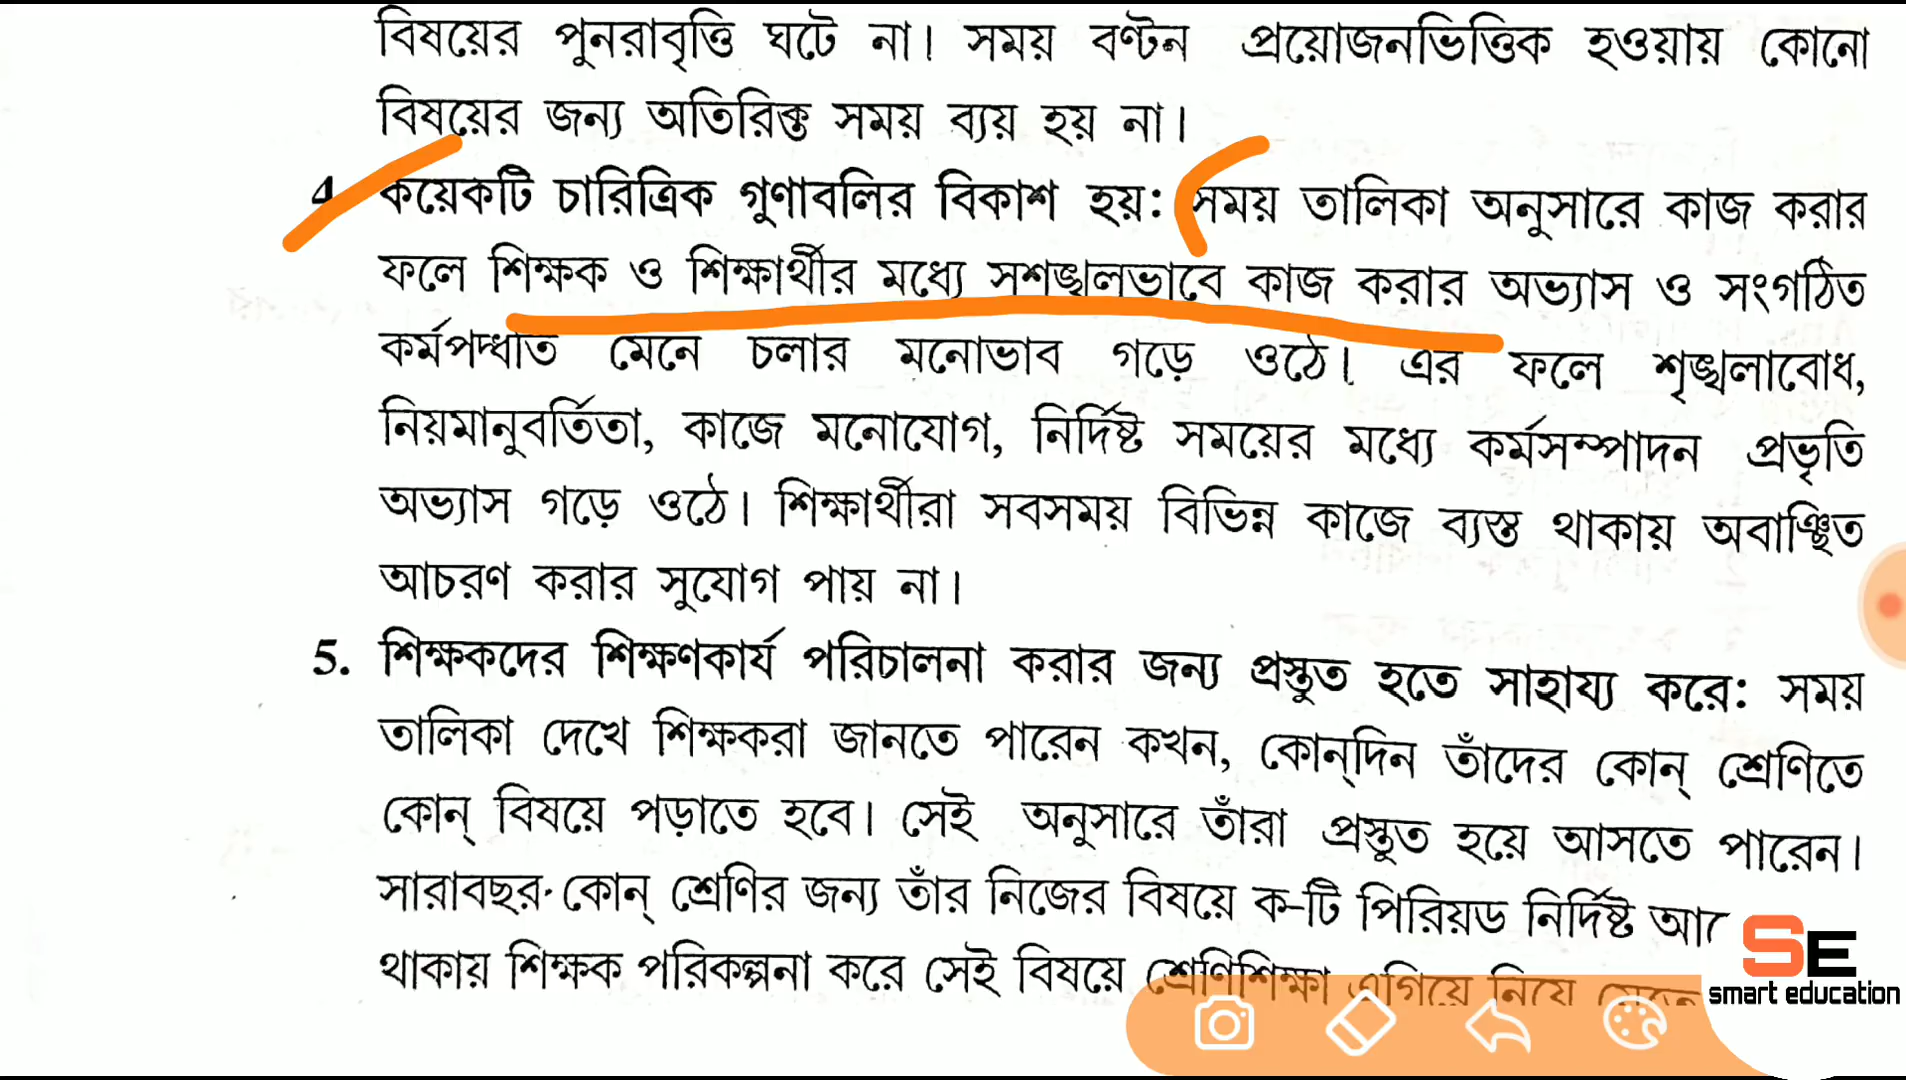 বিষয়ের পুনরাবৃত্তি ঘটে না। সময় বণ্টন প্রয়োজনভিত্তিক হওয়ায় কোনো
বিষয়ের জন্য অতিরিক্ত সময় ব্যয় হয় না।
4. কয়েকটি চারিত্রিক গুণাবলির বিকাশ হয়: সময় তালিকা অনুসারে কাজ করার
ফলে শিক্ষক ও শিক্ষার্থীর মধ্যে সুশৃঙ্খলভাবে কাজ করার অভ্যাস ও সংগঠিত
কর্মপদ্ধতি মেনে চলার মনোভাব গড়ে ওঠে। এর ফলে শৃঙ্খলাবোধ,
নিয়মানুবর্তিতা, কাজে মনোযোগ, নির্দিষ্ট সময়ের মধ্যে কর্মসম্পাদন প্রভৃতি
অভ্যাস গড়ে ওঠে। শিক্ষার্থীরা সবসময় বিভিন্ন কাজে ব্যস্ত থাকায় অবাঞ্ছিত
আচরণ করার সুযোগ পায় না।
5. শিক্ষকদের শিক্ষণকার্য পরিচালনা করার জন্য প্রস্তুত হতে সাহায্য করে: সময়
তালিকা দেখে শিক্ষকরা জানতে পারেন কখন, কোন্‌দিন তাঁদের কোন্ শ্রেণিতে
কোন্ বিষয়ে পড়াতে হবে। সেই অনুসারে তাঁরা প্রস্তুত হয়ে আসতে পারেন।
সারাবছর কোন্ শ্রেণির জন্য তাঁর নিজের বিষয়ে ক-টি পিরিয়ড নির্দিষ্ট
থাকায় শিক্ষক পরিকল্পনা করে সেই বিষয়ে শ্রেণিশিক্ষা এগিয়ে নিয়ে
SE
smart education